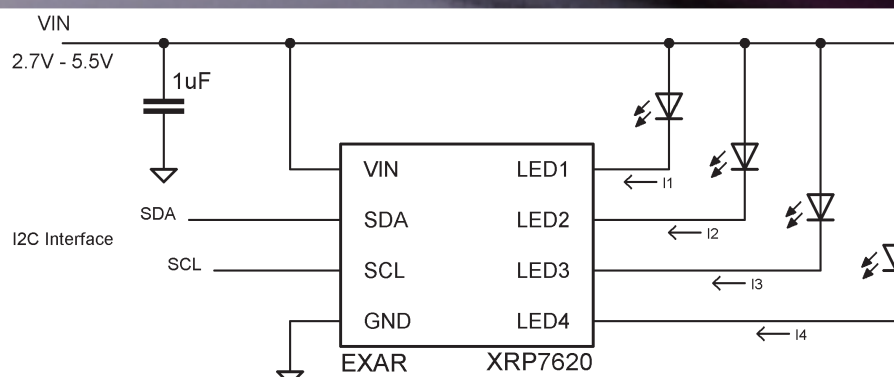 VIN
2.7V - 5.5V
1uF
VIN LED1
I1
SDA SDA LED2
I2
I2C Interface
SCL SCL LED3
I3
GND LED4
I4
EXAR XRP7620